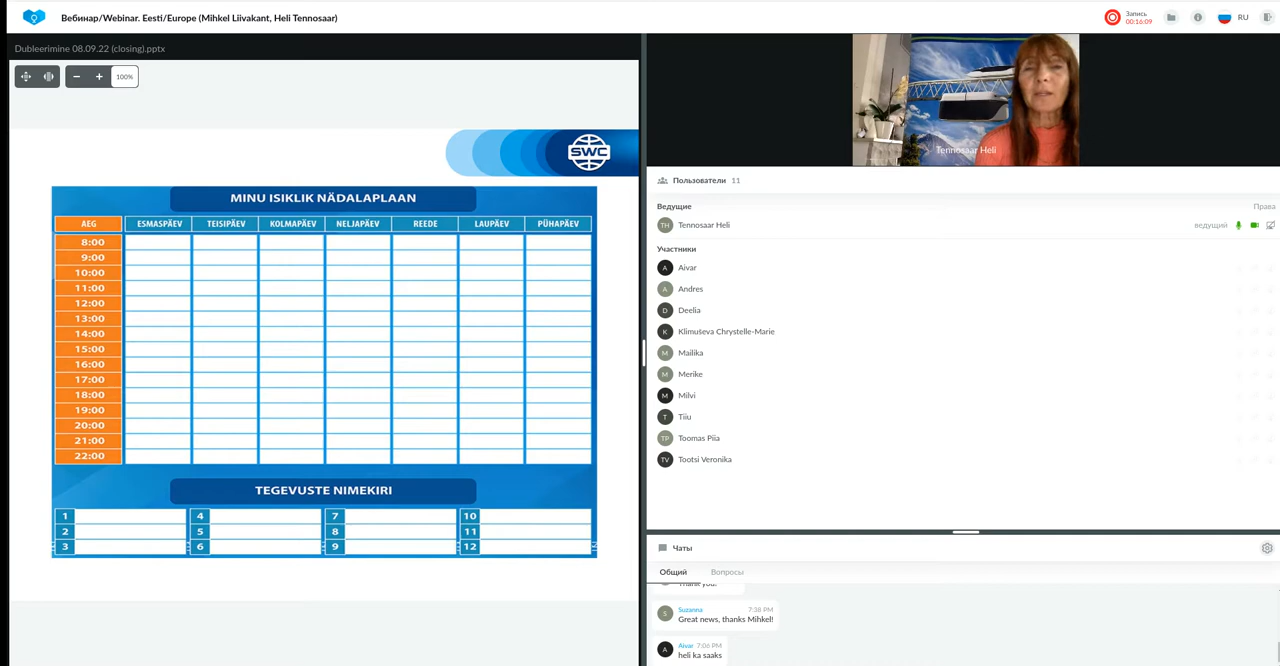 Вебинар/Webinar. Eesti/Europe (Mihkel Liivakant, Heli Tennosaar)
Запись
00:16:09
RU
Dubleerimine 08.09.22 (closing).pptx
100%
SWC
MINU ISIKLIK NÄDALAPLAAN
AEG ESMASPÄEV TEISIPÄEV KOLMAPÄEV NELJAPÄEV REEDE LAUPÄEV PÜHAPÄEV
8:00
9:00
10:00
11:00
12:00
13:00
14:00
15:00
16:00
17:00
18:00
19:00
20:00
21:00
22:00
TEGEVUSTE NIMEKIRI
1 4 7 10
2 5 8 11
3 6 9 12
Tennosaar Heli
Пользователи 11
Ведущие Права
TH Tennosaar Heli ведущий
Участники
A Aivar
A Andres
D Deelia
K Klimuševa Chrystelle-Marie
M Mailika
M Merike
M Milvi
T Tiiu
TP Toomas Piia
TV Tootsi Veronika
Чаты
Общий Вопросы
Thank you!
S Suzanna 7:38 PM
Great news, thanks Mihkel!
A Aivar 7:06 PM
heli ka saaks